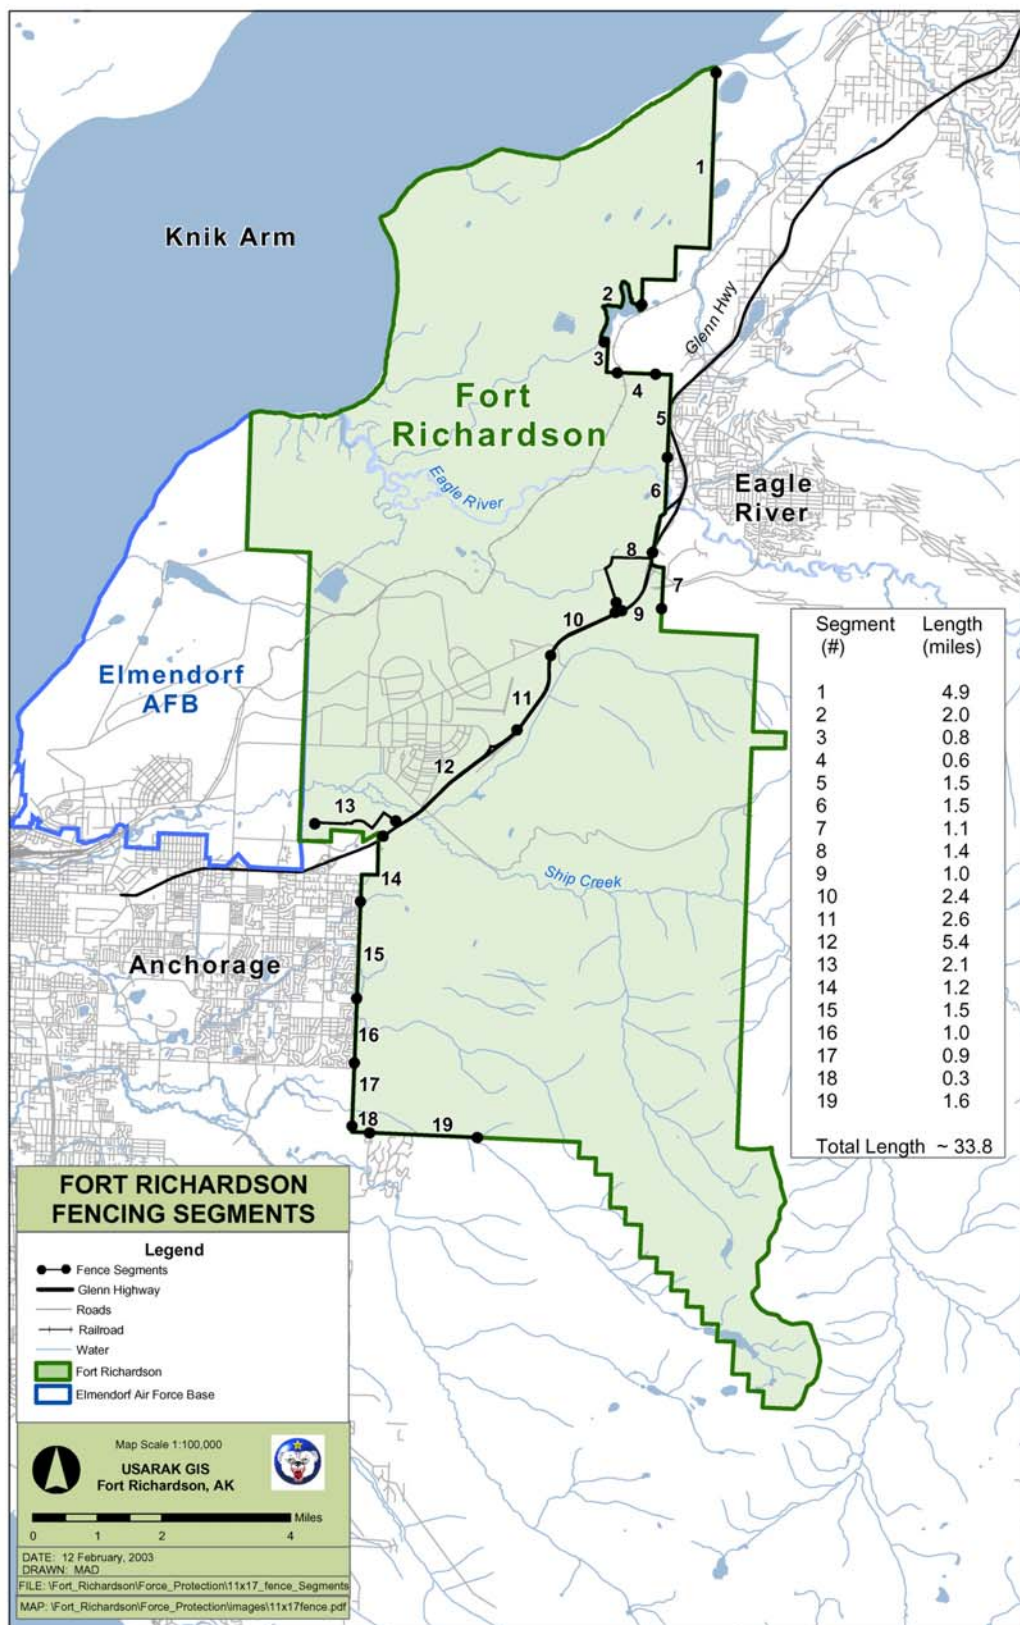 1
Knik Arm
2
Glenn Hwy
3
4
Fort
Richardson
5
Eagle River
6
Eagle
River
8
7
9
10
Segment Length
(#) (miles)
1 4.9
2 2.0
3 0.8
4 0.6
5 1.5
6 1.5
7 1.1
8 1.4
9 1.0
10 2.4
11 2.6
12 5.4
13 2.1
14 1.2
15 1.5
16 1.0
17 0.9
18 0.3
19 1.6
Total Length ~ 33.8
Elmendorf
AFB
11
12
13
Ship Creek
14
Anchorage
15
16
17
18
19
FORT RICHARDSON
FENCING SEGMENTS
Legend
Fence Segments
Glenn Highway
Roads
Railroad
Water
Fort Richardson
Elmendorf Air Force Base
Map Scale 1:100,000
USARAK GIS
Fort Richardson, AK
Miles
0 1 2 4
DATE: 12 February, 2003
DRAWN: MAD
FILE: \Fort_Richardson\Force_Protection\11x17_fence_Segments
MAP: \Fort_Richardson\Force_Protection\images\11x17fence.pdf